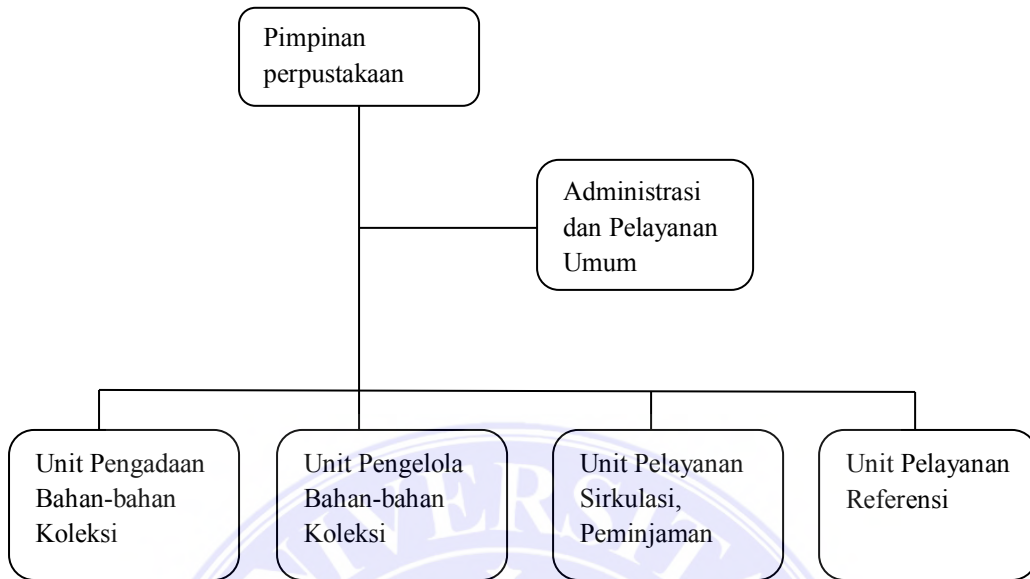 Pimpinan
perpustakaan
Administrasi
dan Pelayanan
Umum
Unit Pengadaan
Bahan-bahan
Koleksi
Unit Pengelola
Bahan-bahan
Koleksi
Unit Pelayanan
Sirkulasi,
Peminjaman
Unit Pelayanan
Referensi